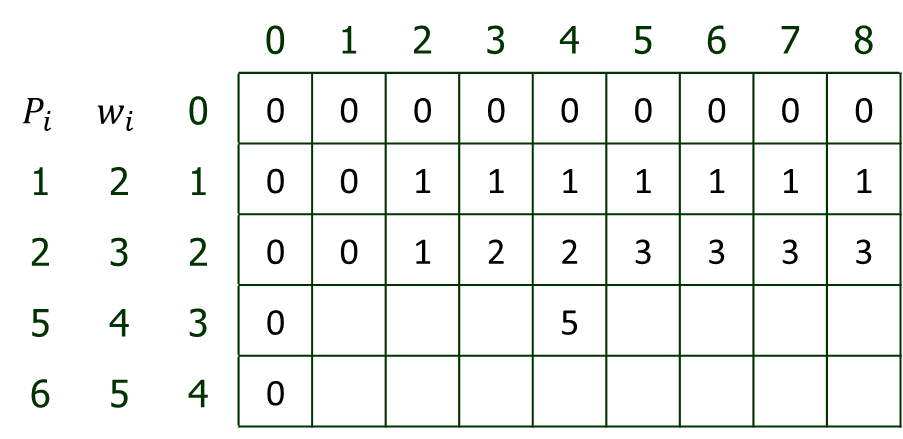 0 1 2 3 4 5 6 7 8
Pᵢ wᵢ 0 0 0 0 0 0 0 0 0 0
1 2 1 0 0 1 1 1 1 1 1 1
2 3 2 0 0 1 2 2 3 3 3 3
5 4 3 0 5
6 5 4 0